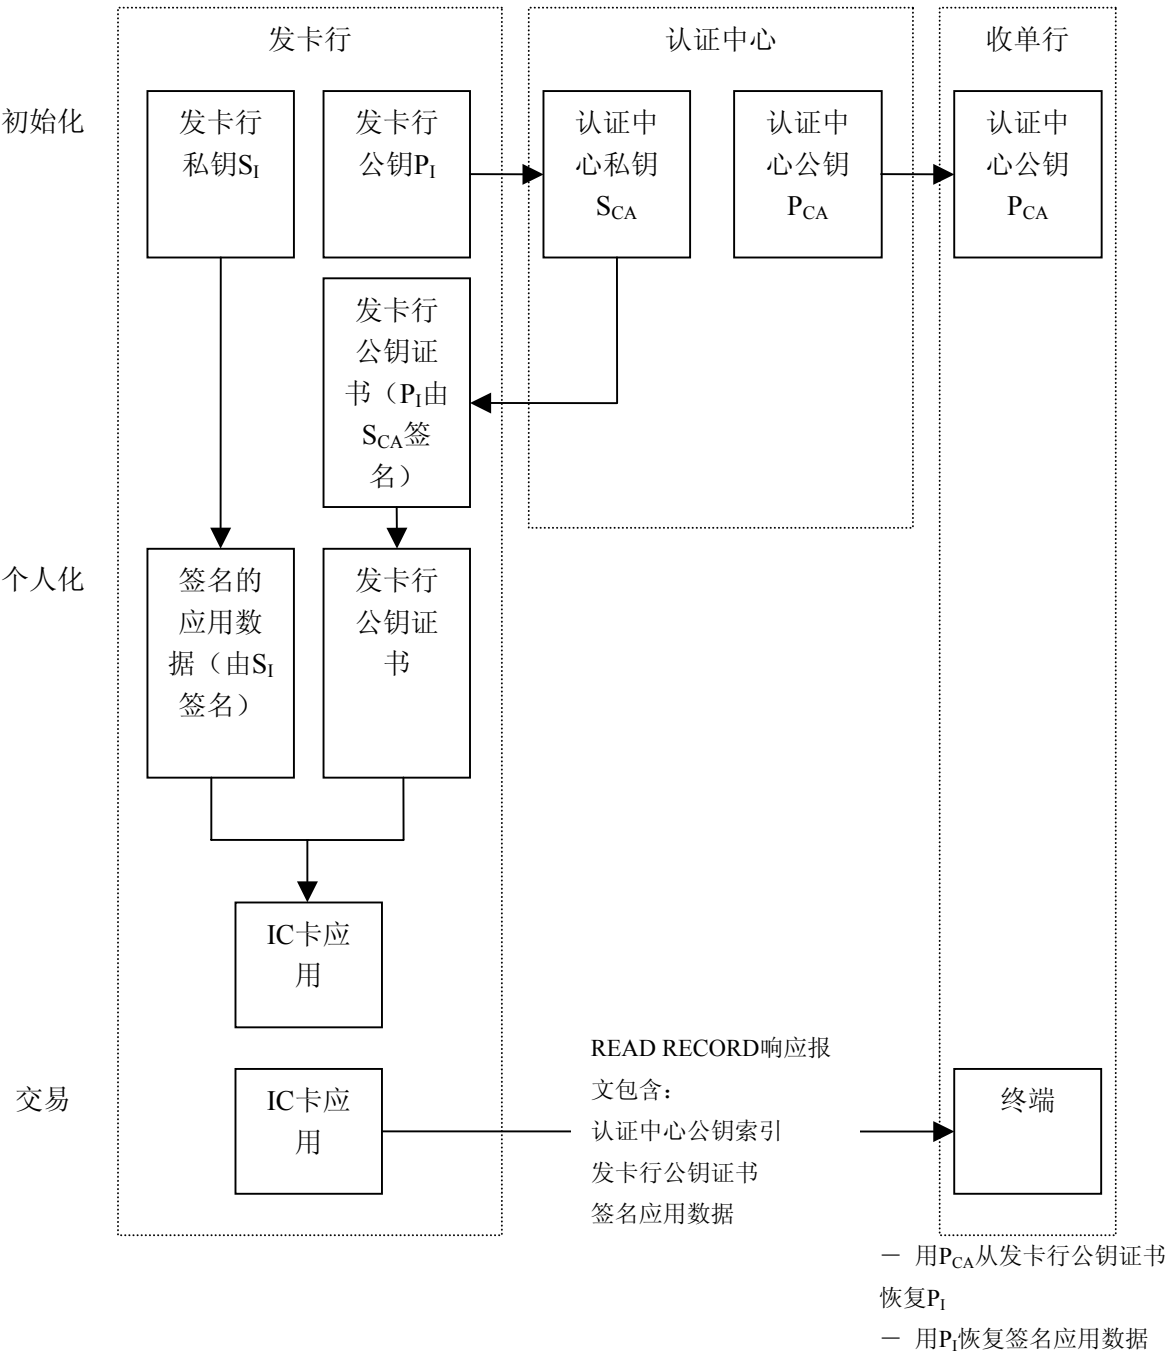 发卡行
认证中心
收单行
初始化
发卡行
私钥S_I
发卡行
公钥P_I
认证中
心私钥
S_CA
认证中
心公钥
P_CA
认证中
心公钥
P_CA
发卡行
公钥证
书（P_I由
S_CA签
名）
个人化
签名的
应用数
据（由S_I
签名）
发卡行
公钥证
书
IC卡应
用
交易
IC卡应
用
READ RECORD响应报
文包含：
认证中心公钥索引
发卡行公钥证书
签名应用数据
终端
－ 用P_CA从发卡行公钥证书
恢复P_I
－ 用P_I恢复签名应用数据